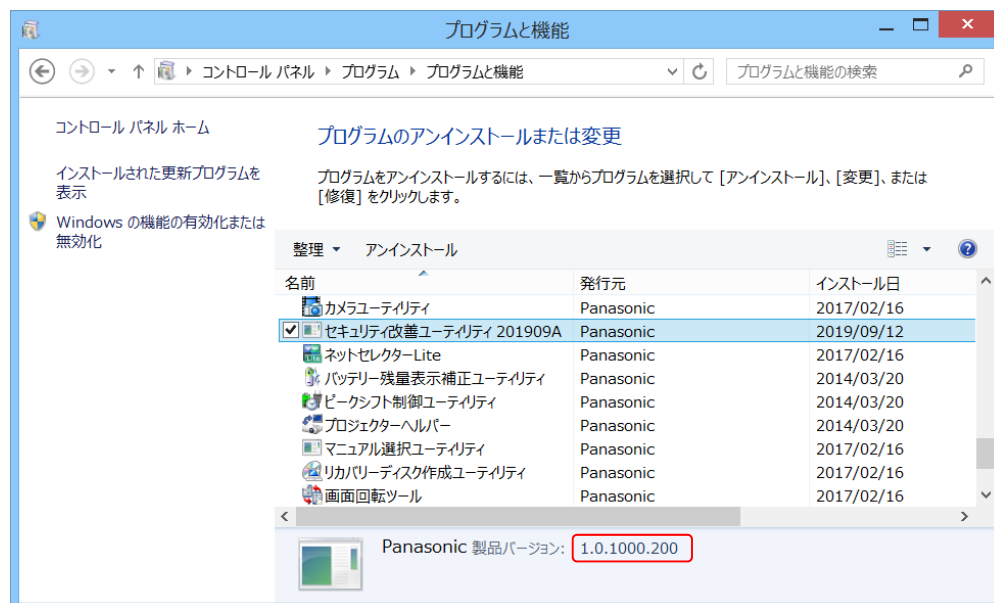 プログラムと機能
コントロール パネル プログラム プログラムと機能
プログラムと機能の検索
コントロール パネル ホーム
インストールされた更新プログラムを
表示
Windows の機能の有効化または
無効化
プログラムのアンインストールまたは変更
プログラムをアンインストールするには、一覧からプログラムを選択して [アンインストール]、[変更]、または
[修復] をクリックします。
整理 アンインストール
名前 発行元 インストール日
カメラユーティリティ Panasonic 2017/02/16
セキュリティ改善ユーテイリティ 201909A Panasonic 2019/09/12
ネットセレクターLite Panasonic 2017/02/16
バッテリー残量表示補正ユーティリティ Panasonic 2014/03/20
ピークシフト制御ユーティリティ Panasonic 2014/03/20
プロジェクターヘルパー Panasonic 2014/03/20
マニュアル選択ユーティリティ Panasonic 2017/02/16
リカバリーディスク作成ユーティリティ Panasonic 2017/02/16
画面回転ツール Panasonic 2017/02/16
Panasonic 製品バージョン: 1.0.1000.200